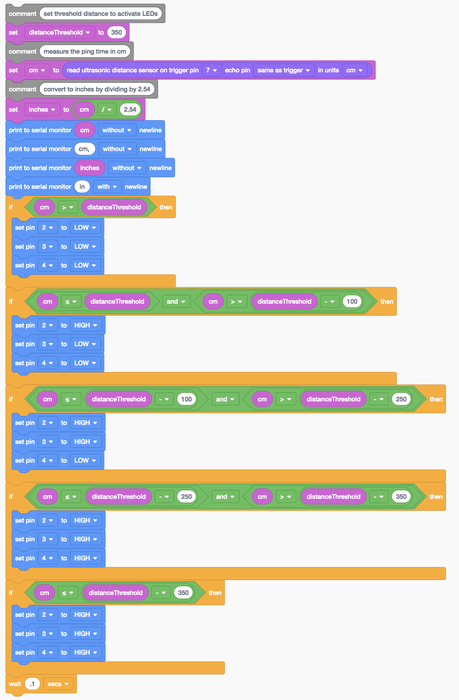 comment set threshold distance to activate LEDs
set distanceThreshold to 350
comment measure the ping time in cm
set cm to read ultrasonic distance sensor on trigger pin 7 echo pin same as trigger in units cm
comment convert to inches by dividing by 2.54
set inches to cm / 2.54
print to serial monitor cm without newline
print to serial monitor cm, without newline
print to serial monitor inches without newline
print to serial monitor in with newline
if cm > distanceThreshold then
set pin 2 to LOW
set pin 3 to LOW
set pin 4 to LOW
if cm ≤ distanceThreshold and cm > distanceThreshold - 100 then
set pin 2 to HIGH
set pin 3 to LOW
set pin 4 to LOW
if cm ≤ distanceThreshold - 100 and cm > distanceThreshold - 250 then
set pin 2 to HIGH
set pin 3 to HIGH
set pin 4 to LOW
if cm ≤ distanceThreshold - 250 and cm > distanceThreshold - 350 then
set pin 2 to HIGH
set pin 3 to HIGH
set pin 4 to HIGH
if cm ≤ distanceThreshold - 350 then
set pin 2 to HIGH
set pin 3 to HIGH
set pin 4 to HIGH
wait .1 secs